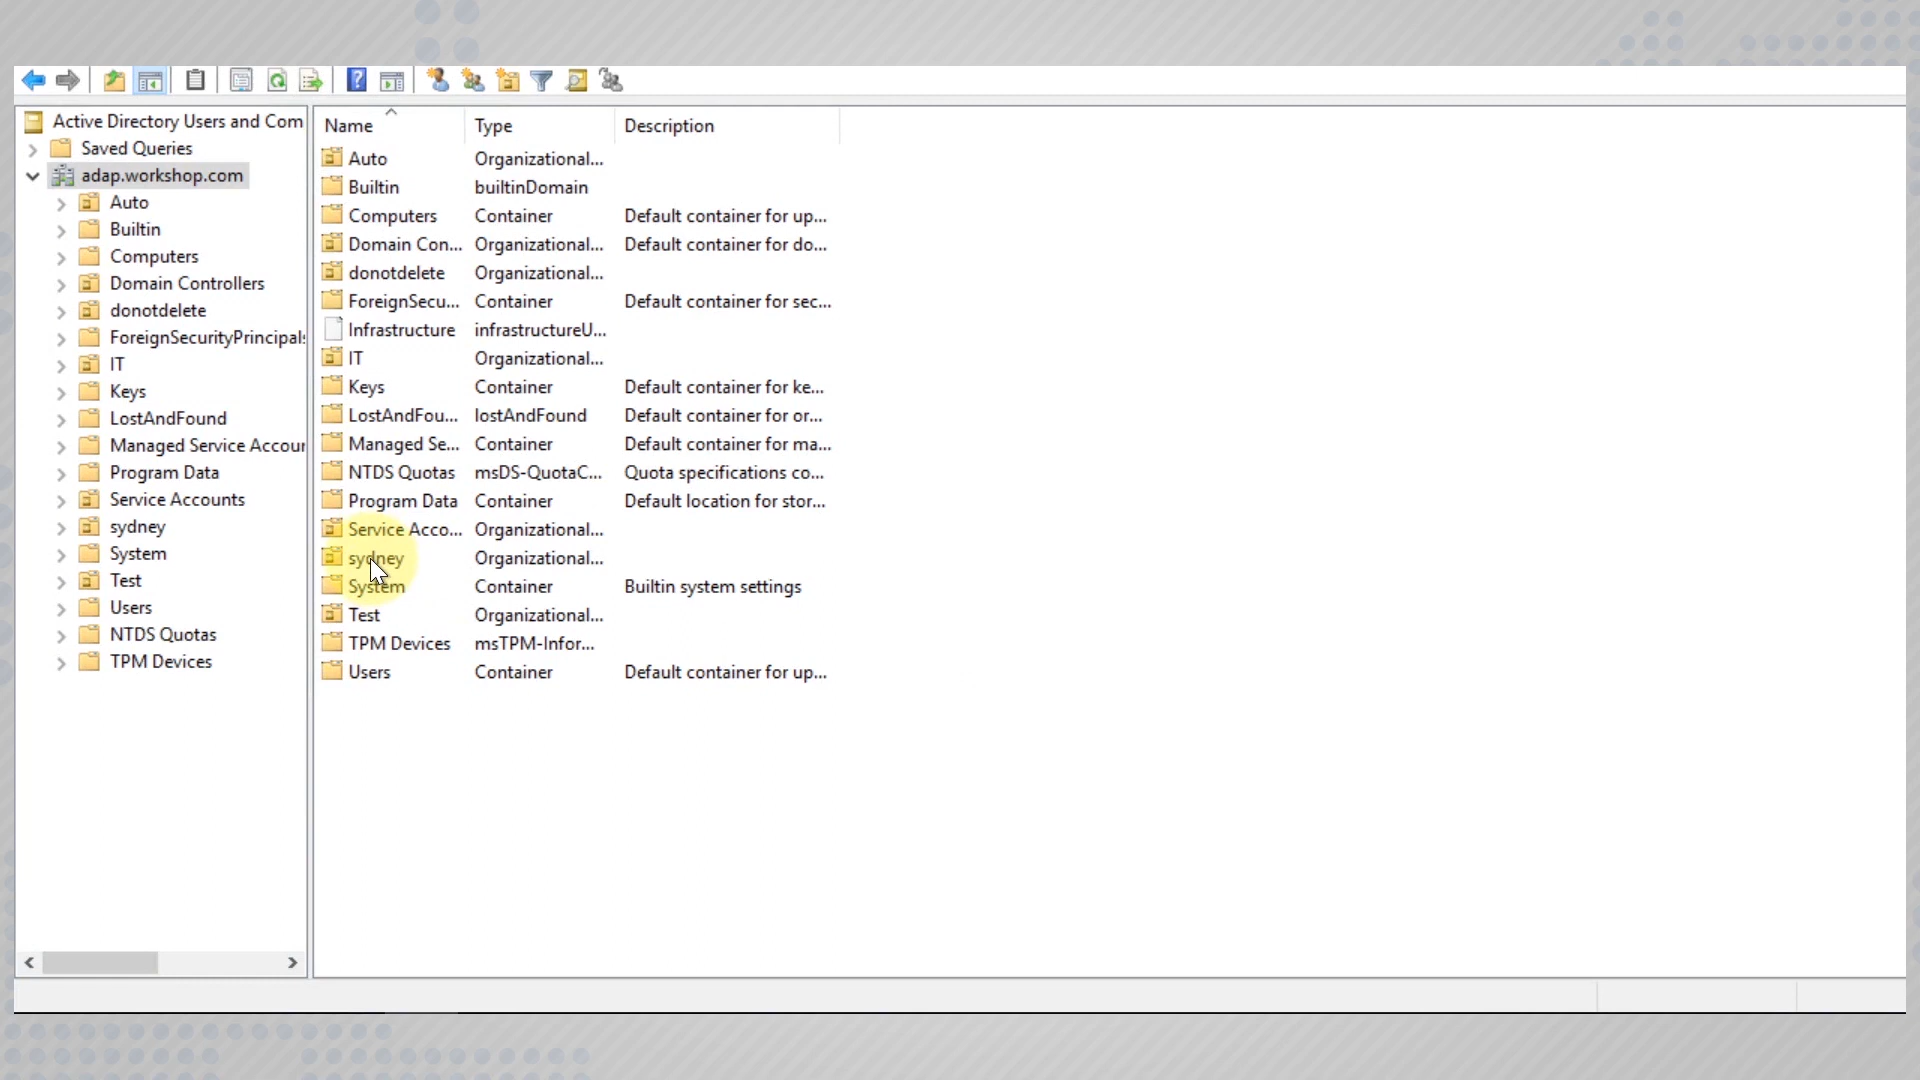 Active Directory Users and Com
Saved Queries
adap.workshop.com
Auto
Builtin
Computers
Domain Controllers
donotdelete
ForeignSecurityPrincipals
IT
Keys
LostAndFound
Managed Service Accour
Program Data
Service Accounts
sydney
System
Test
Users
NTDS Quotas
TPM Devices
Name Type Description
Auto Organizational...
Builtin builtinDomain
Computers Container Default container for up...
Domain Con... Organizational... Default container for do...
donotdelete Organizational...
ForeignSecu... Container Default container for sec...
Infrastructure infrastructureU...
IT Organizational...
Keys Container Default container for ke...
LostAndFou... lostAndFound Default container for or...
Managed Se... Container Default container for ma...
NTDS Quotas msDS-QuotaC... Quota specifications co...
Program Data Container Default location for stor...
Service Acco... Organizational...
sydney Organizational...
System Container Builtin system settings
Test Organizational...
TPM Devices msTPM-Infor...
Users Container Default container for up...